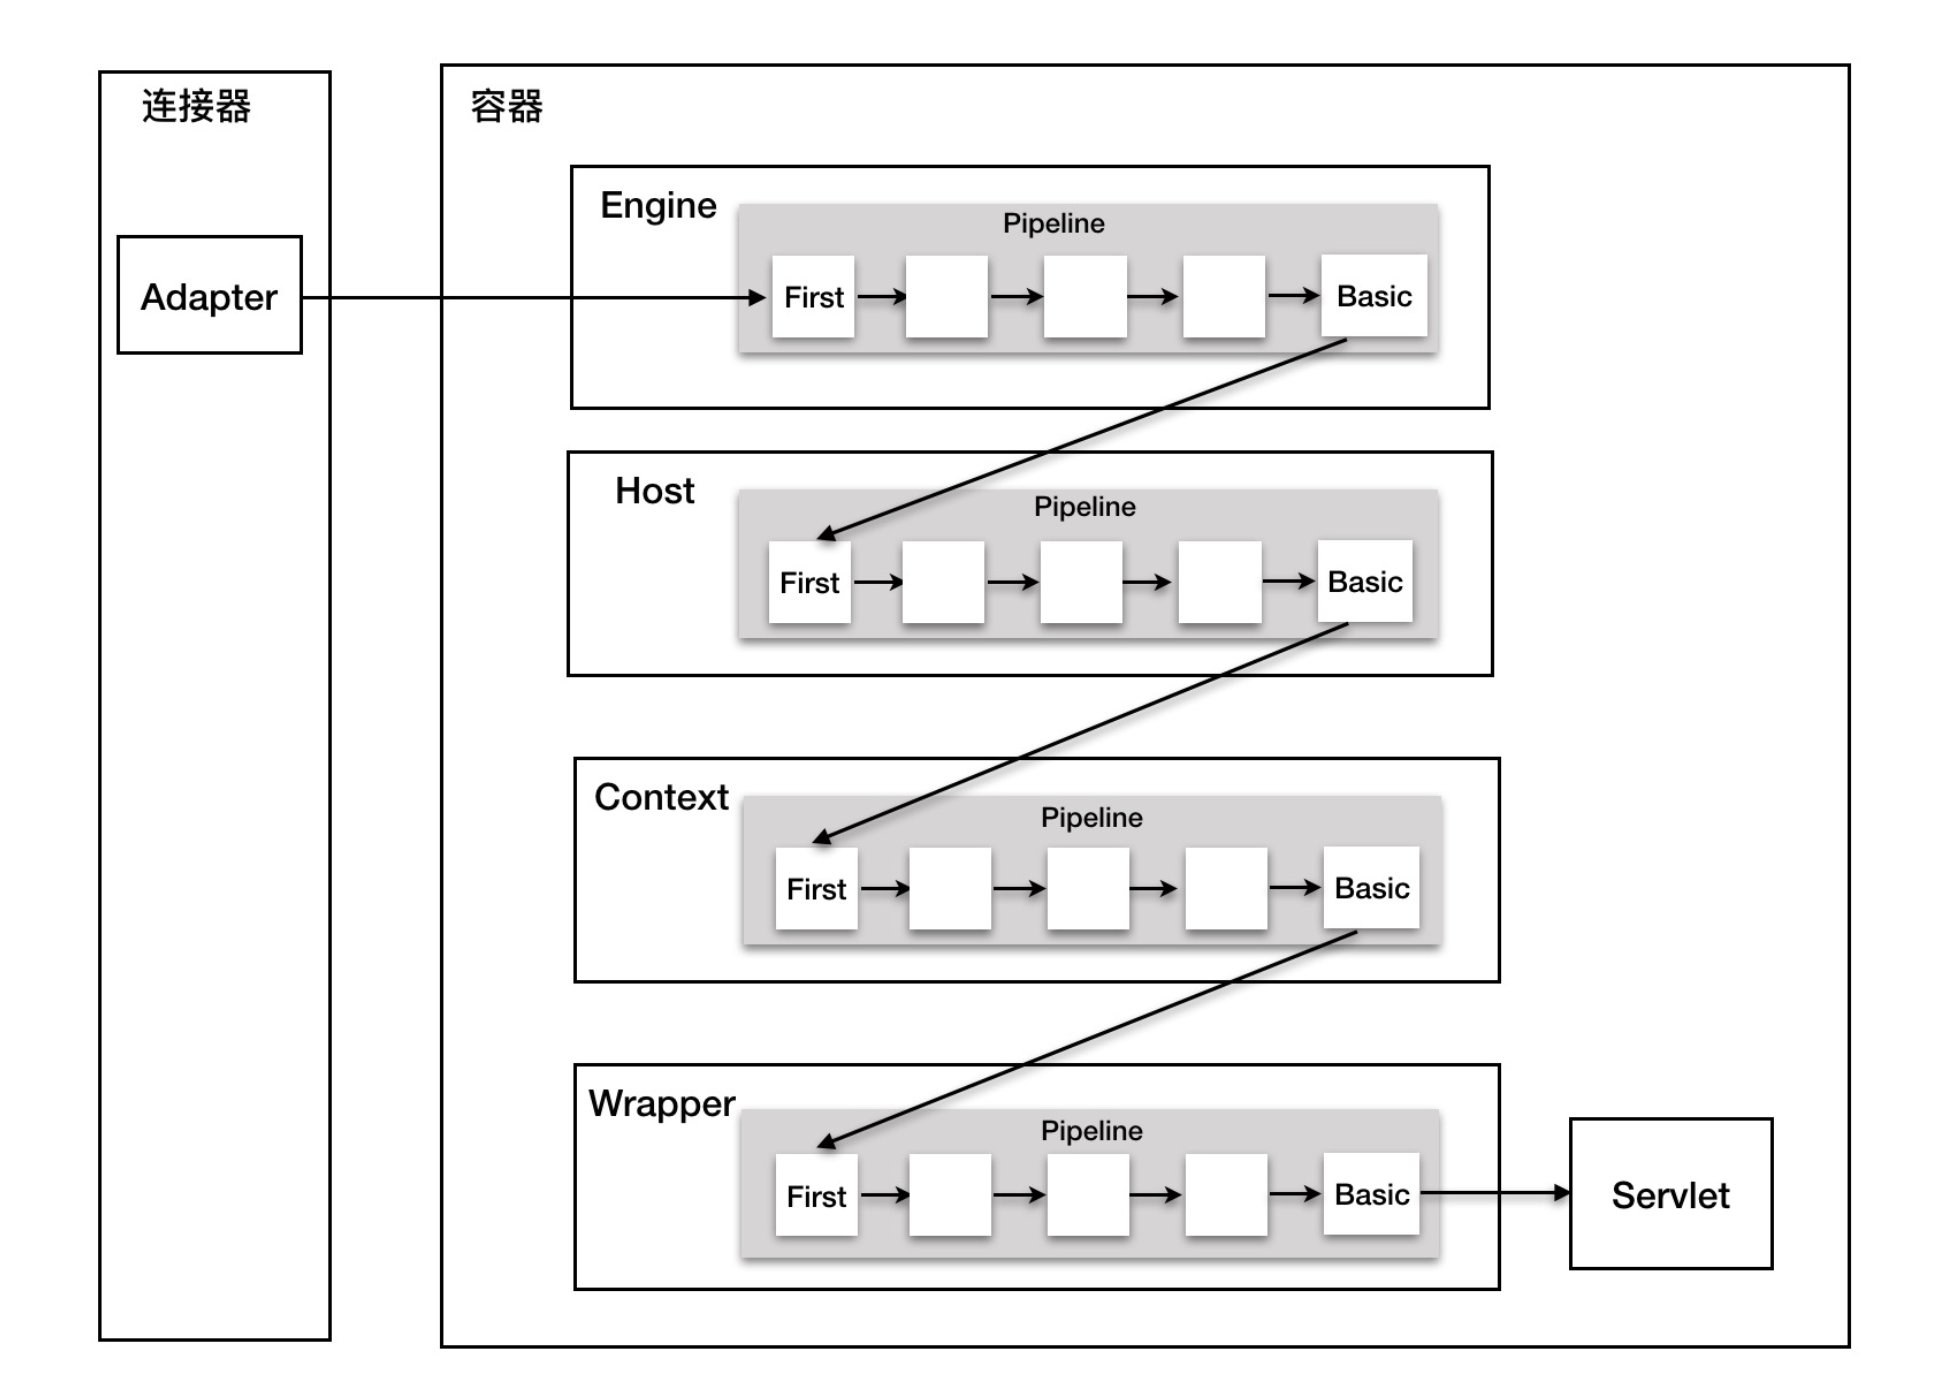 连接器
Adapter
容器
Engine
Pipeline
First
Basic
Host
Pipeline
First
Basic
Context
Pipeline
First
Basic
Wrapper
Pipeline
First
Basic
Servlet